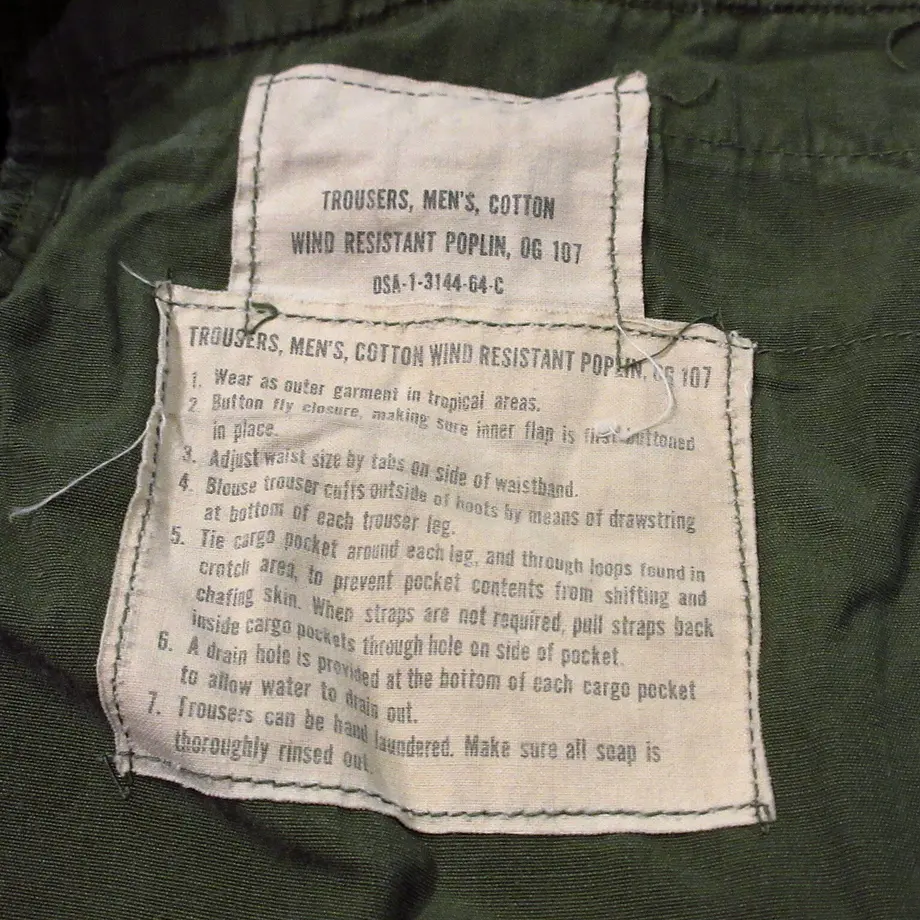 TROUSERS, MEN'S, COTTON
WIND RESISTANT POPLIN, OG 107
DSA-1-3144-64-C
TROUSERS, MEN'S, COTTON WIND RESISTANT POPLIN, OG 107
1. Wear as outer garment in tropical areas.
2. Button fly closure, making sure inner flap is first buttoned
in place.
3. Adjust waist size by tabs on side of waistband.
4. Blouse trouser cuffs outside of boots by means of drawstring
at bottom of each trouser leg.
5. Tie cargo pocket around each leg, and through loops found in
crotch area, to prevent pocket contents from shifting and
chafing skin. When straps are not required, pull straps back
inside cargo pockets through hole on side of pocket.
6. A drain hole is provided at the bottom of each cargo pocket
to allow water to drain out.
7. Trousers can be hand laundered. Make sure all soap is
thoroughly rinsed out.